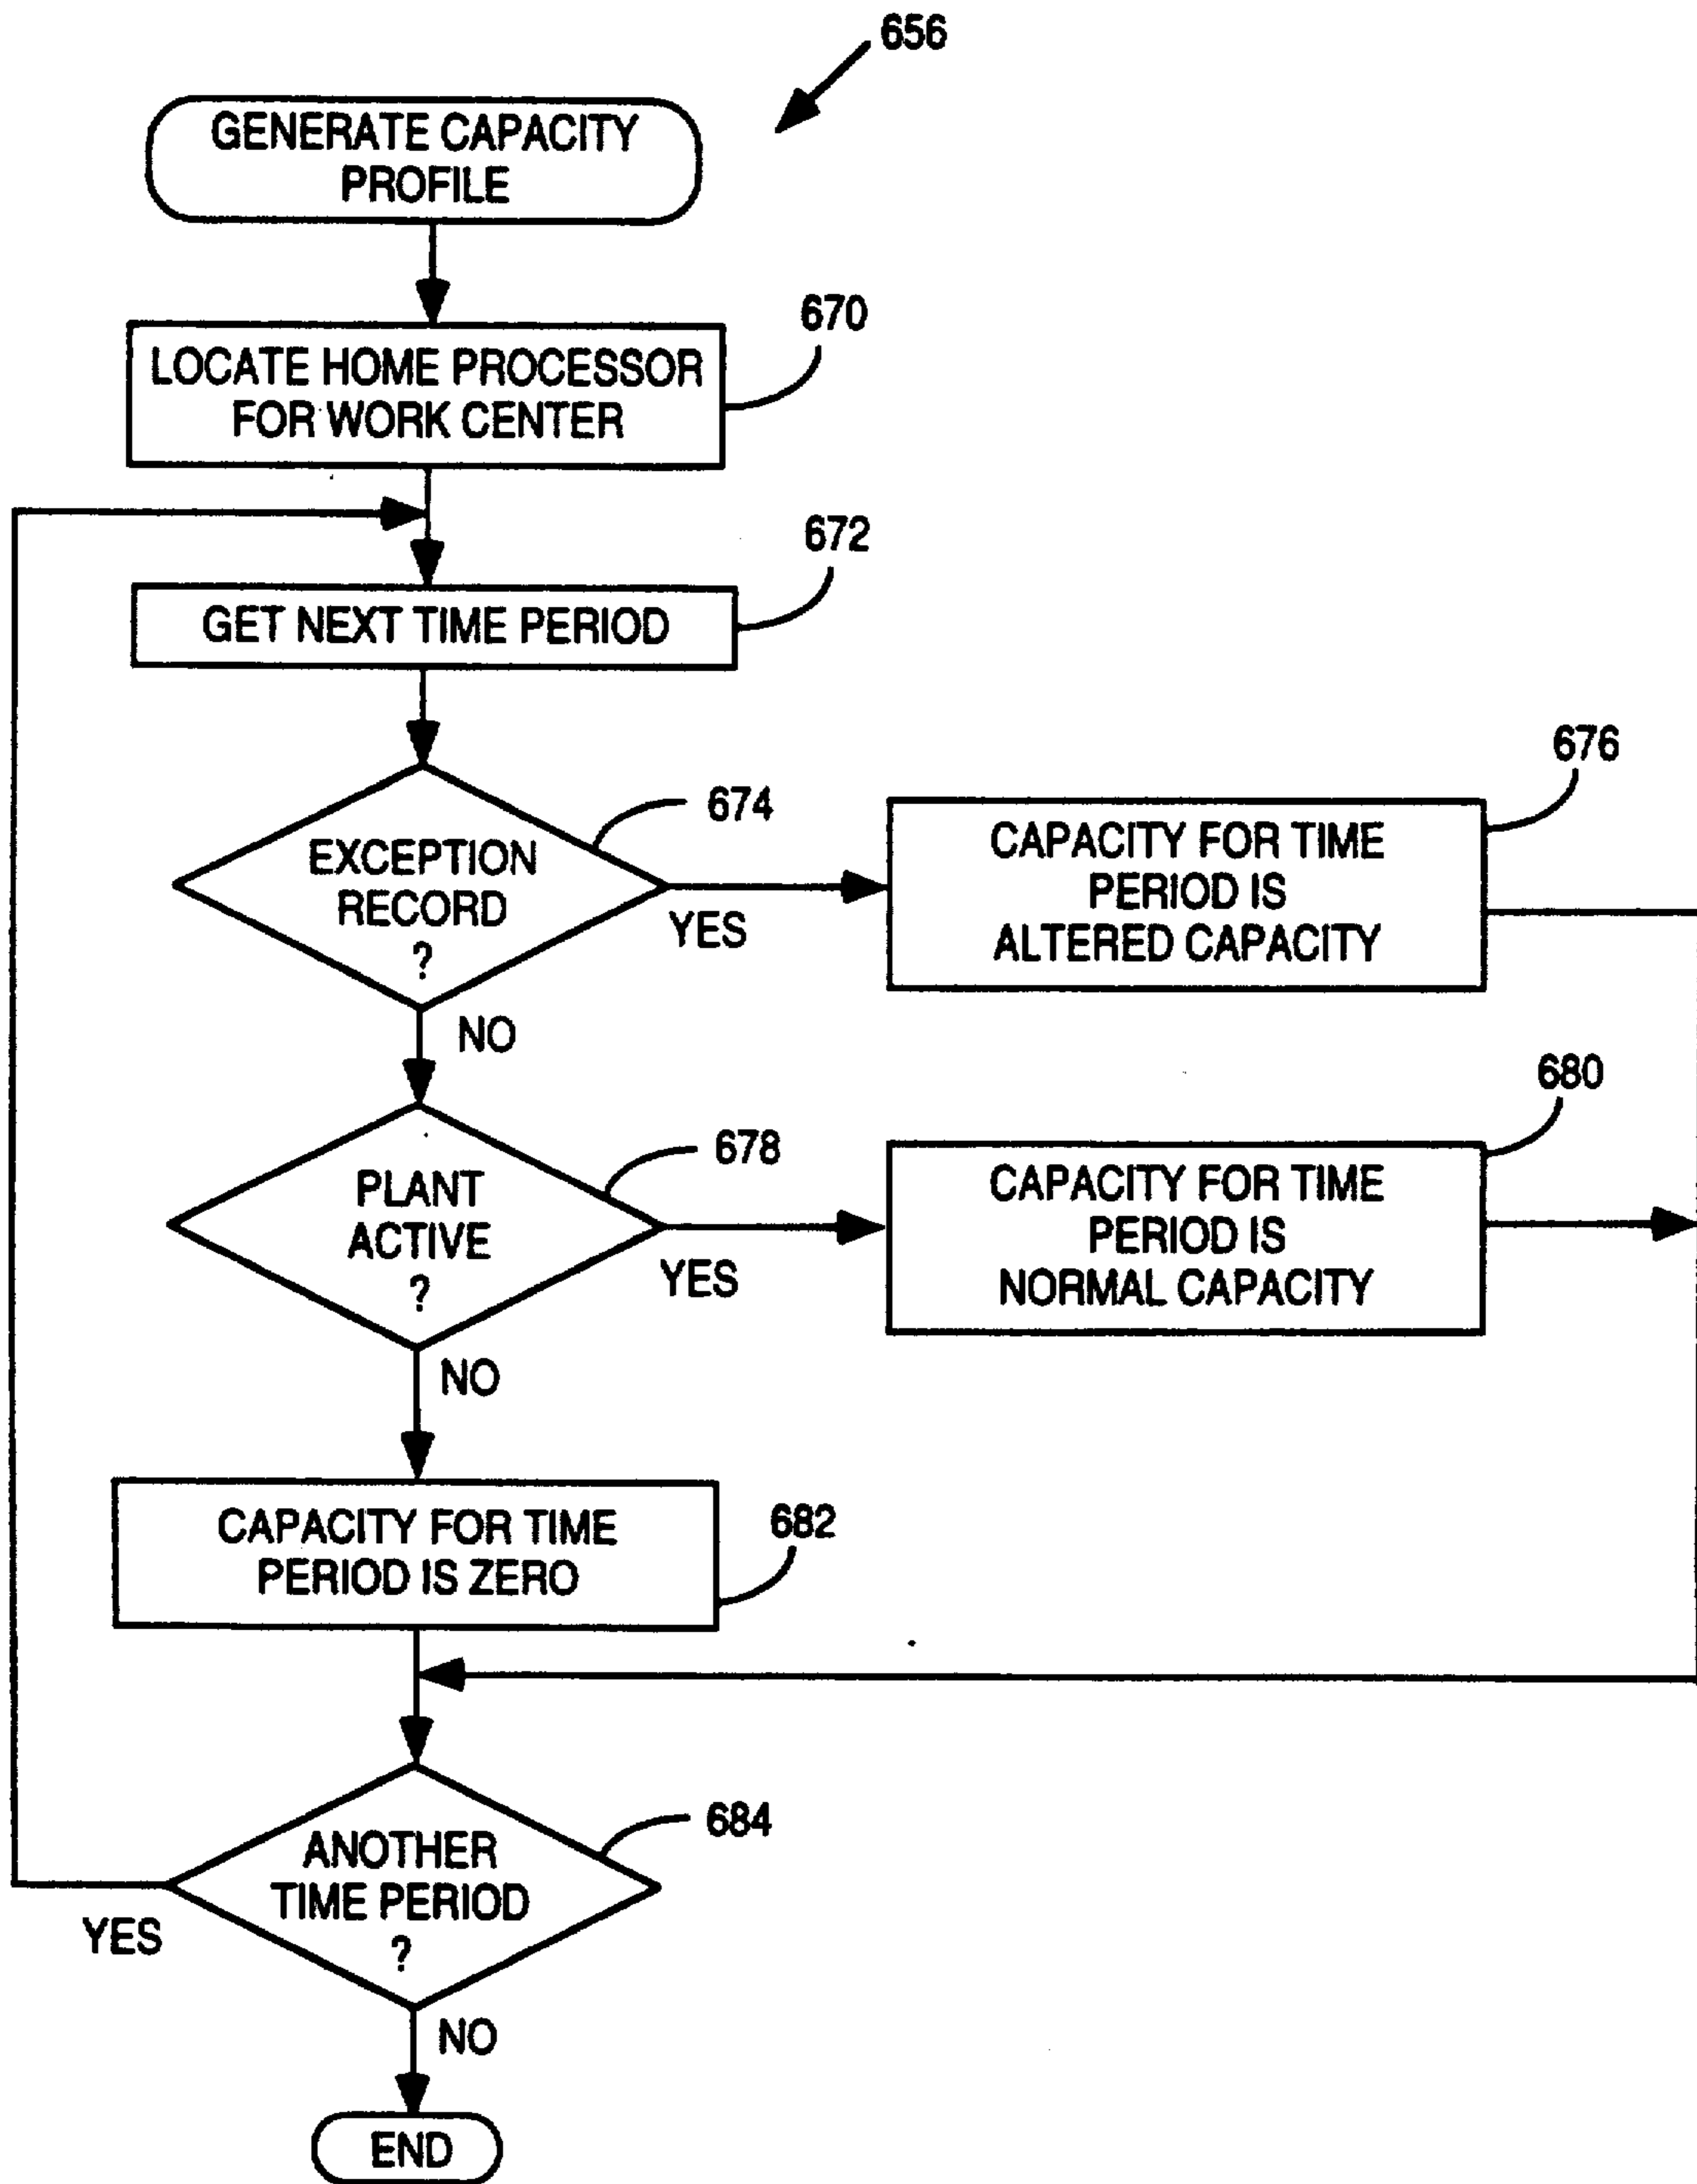 656
GENERATE CAPACITY
PROFILE
670
LOCATE HOME PROCESSOR
FOR WORK CENTER
672
GET NEXT TIME PERIOD
674
EXCEPTION
RECORD
?
YES
NO
676
CAPACITY FOR TIME
PERIOD IS
ALTERED CAPACITY
678
PLANT
ACTIVE
?
YES
NO
680
CAPACITY FOR TIME
PERIOD IS
NORMAL CAPACITY
682
CAPACITY FOR TIME
PERIOD IS ZERO
684
ANOTHER
TIME PERIOD
?
YES
NO
END